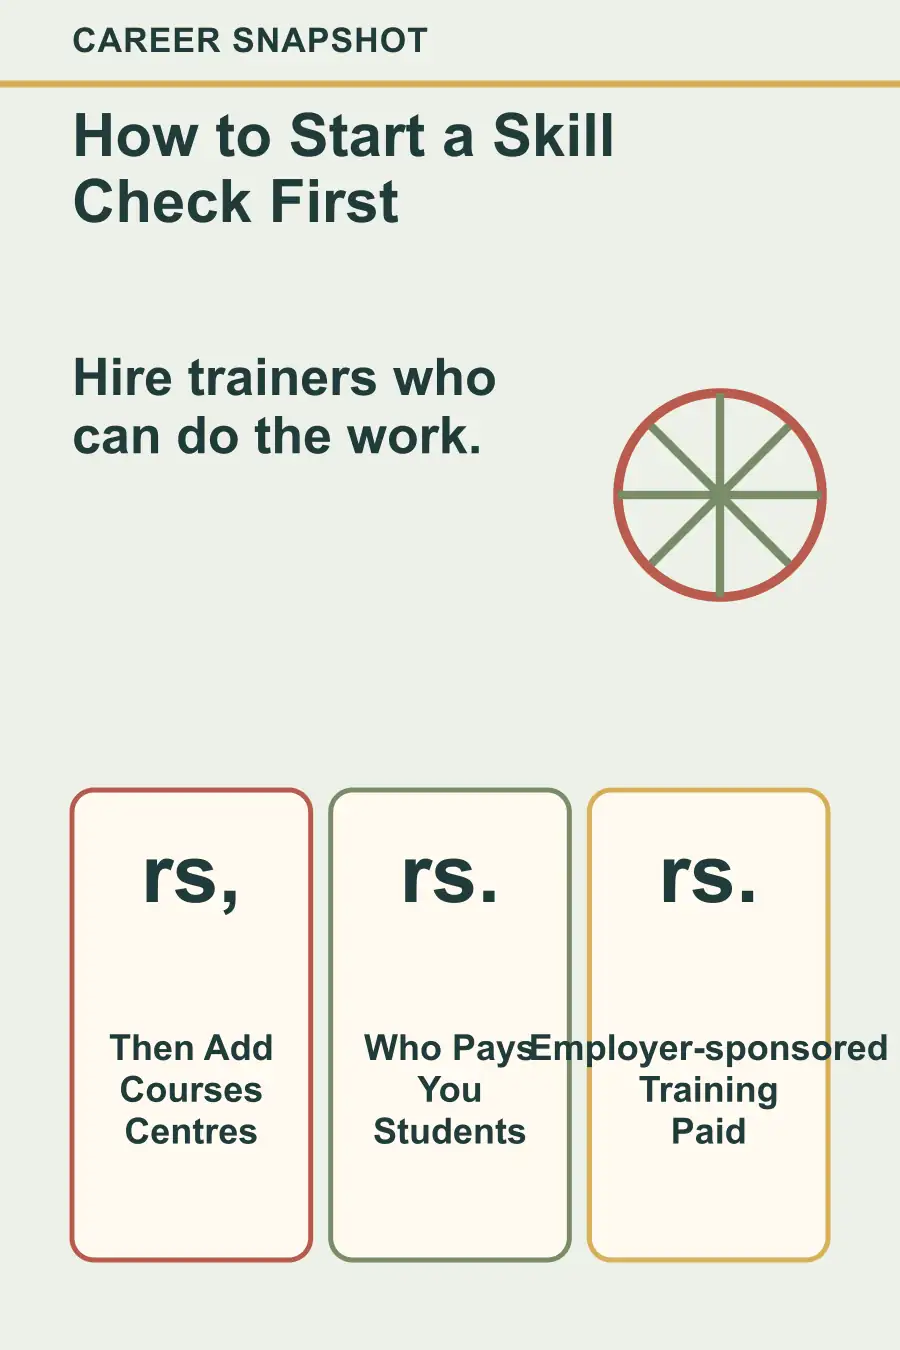 CAREER SNAPSHOT
How to Start a Skill
Check First
Hire trainers who
can do the work.
rs,
Then Add
Courses
Centres
rs.
Who Pays
You
Students
rs.
Employer-sponsored
Training
Paid